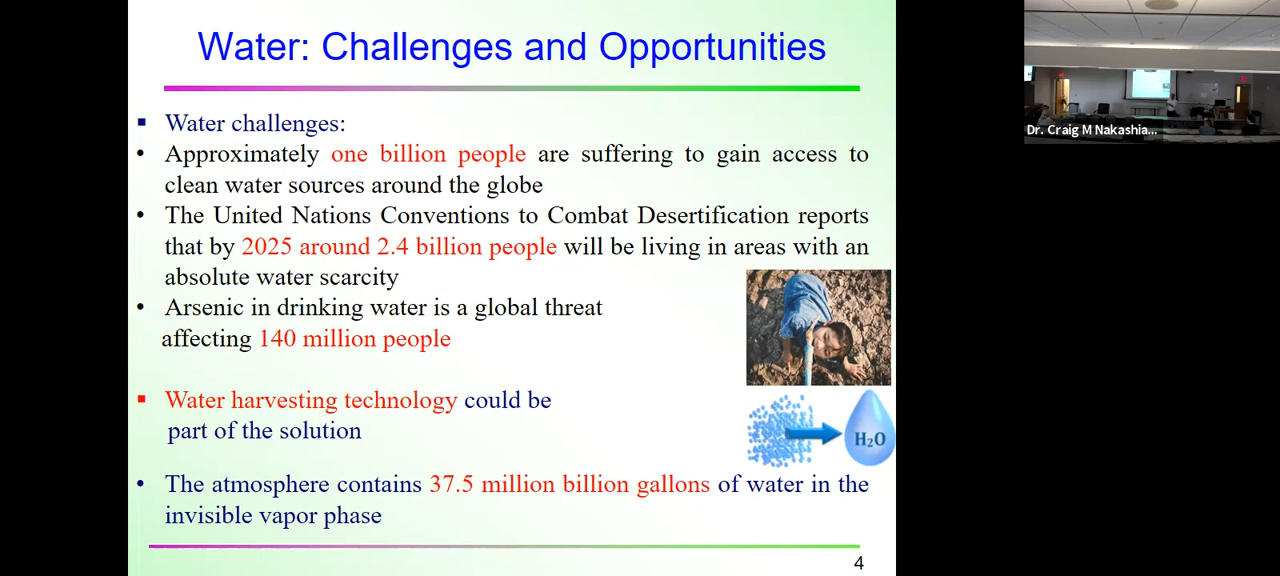 Water: Challenges and Opportunities
▪ Water challenges:
• Approximately one billion people are suffering to gain access to
clean water sources around the globe
• The United Nations Conventions to Combat Desertification reports
that by 2025 around 2.4 billion people will be living in areas with an
absolute water scarcity
• Arsenic in drinking water is a global threat
affecting 140 million people
▪ Water harvesting technology could be
part of the solution
H₂O
• The atmosphere contains 37.5 million billion gallons of water in the
invisible vapor phase
4
Dr. Craig M Nakashia...